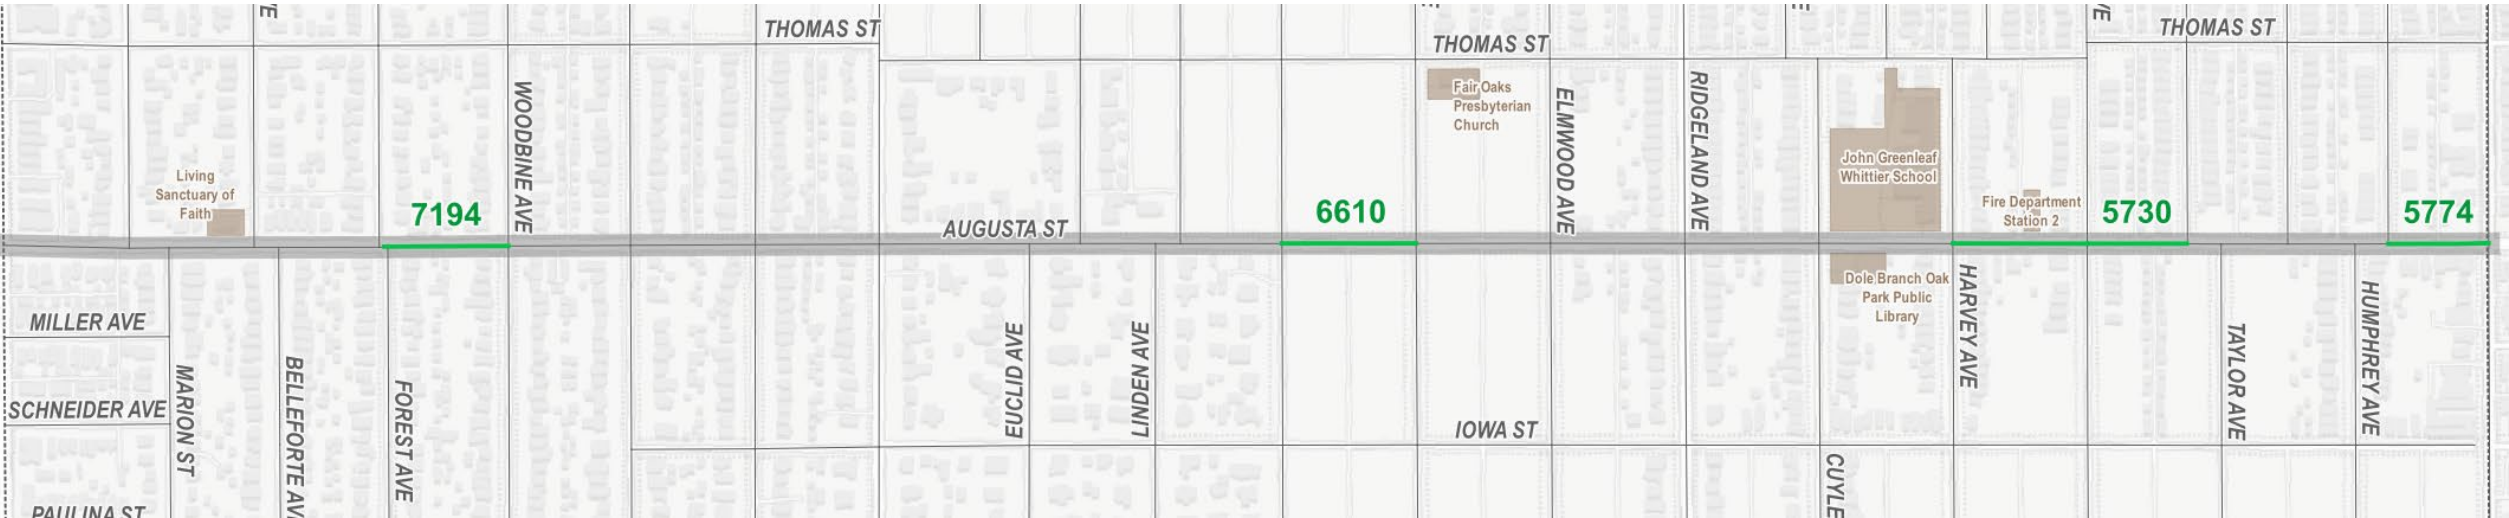 THOMAS ST
THOMAS ST
THOMAS ST
WOODBINE AVE
Fair Oaks
Presbyterian
Church
ELMWOOD AVE
RIDGELAND AVE
John Greenleaf
Whittier School
Living
Sanctuary of
Faith
7194
AUGUSTA ST
6610
Fire Department
Station 2
5730
5774
Dole Branch Oak
Park Public
Library
HARVEY AVE
MILLER AVE
MARION ST
BELLEFORTE AV
FOREST AVE
EUCLID AVE
LINDEN AVE
TAYLOR AVE
HUMPHREY AVE
SCHNEIDER AVE
IOWA ST
CUYLE
PAULINA ST